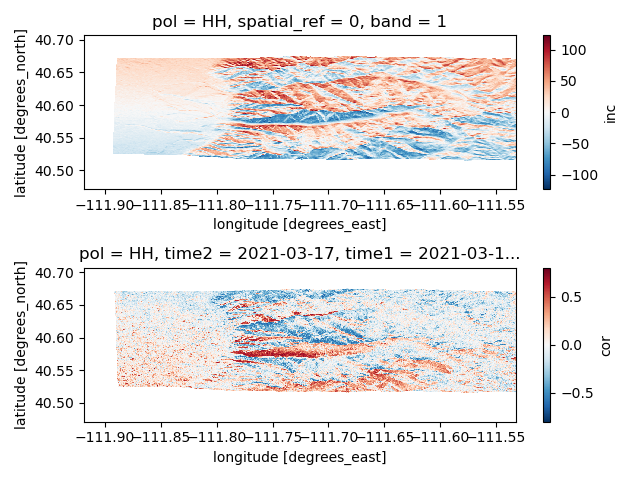 pol = HH, spatial_ref = 0, band = 1
40.70
40.65
40.60
40.55
40.50
latitude [degrees_north]
−111.90−111.85−111.80−111.75−111.70−111.65−111.60−111.55
longitude [degrees_east]
100
50
0
−50
−100
inc
pol = HH, time2 = 2021-03-17, time1 = 2021-03-1...
40.70
40.65
40.60
40.55
40.50
latitude [degrees_north]
−111.90−111.85−111.80−111.75−111.70−111.65−111.60−111.55
longitude [degrees_east]
0.5
0.0
−0.5
cor